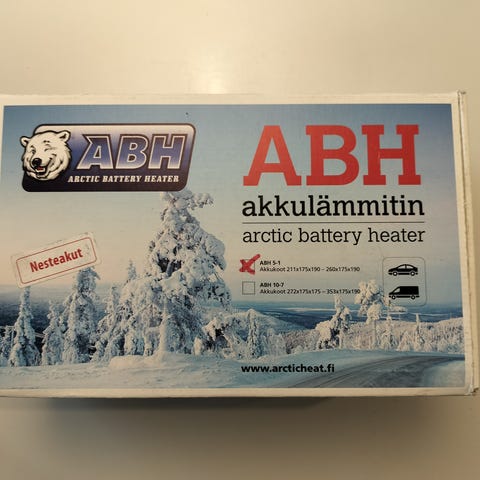 ABH
ARCTIC BATTERY HEATER
ABH
akkulämmitin
arctic battery heater
Nesteakut
ABH 5-1
Akkukoot 211x175x190 – 260x175x190
ABH 10-7
Akkukoot 272x175x175 – 353x175x190
www.arcticheat.fi